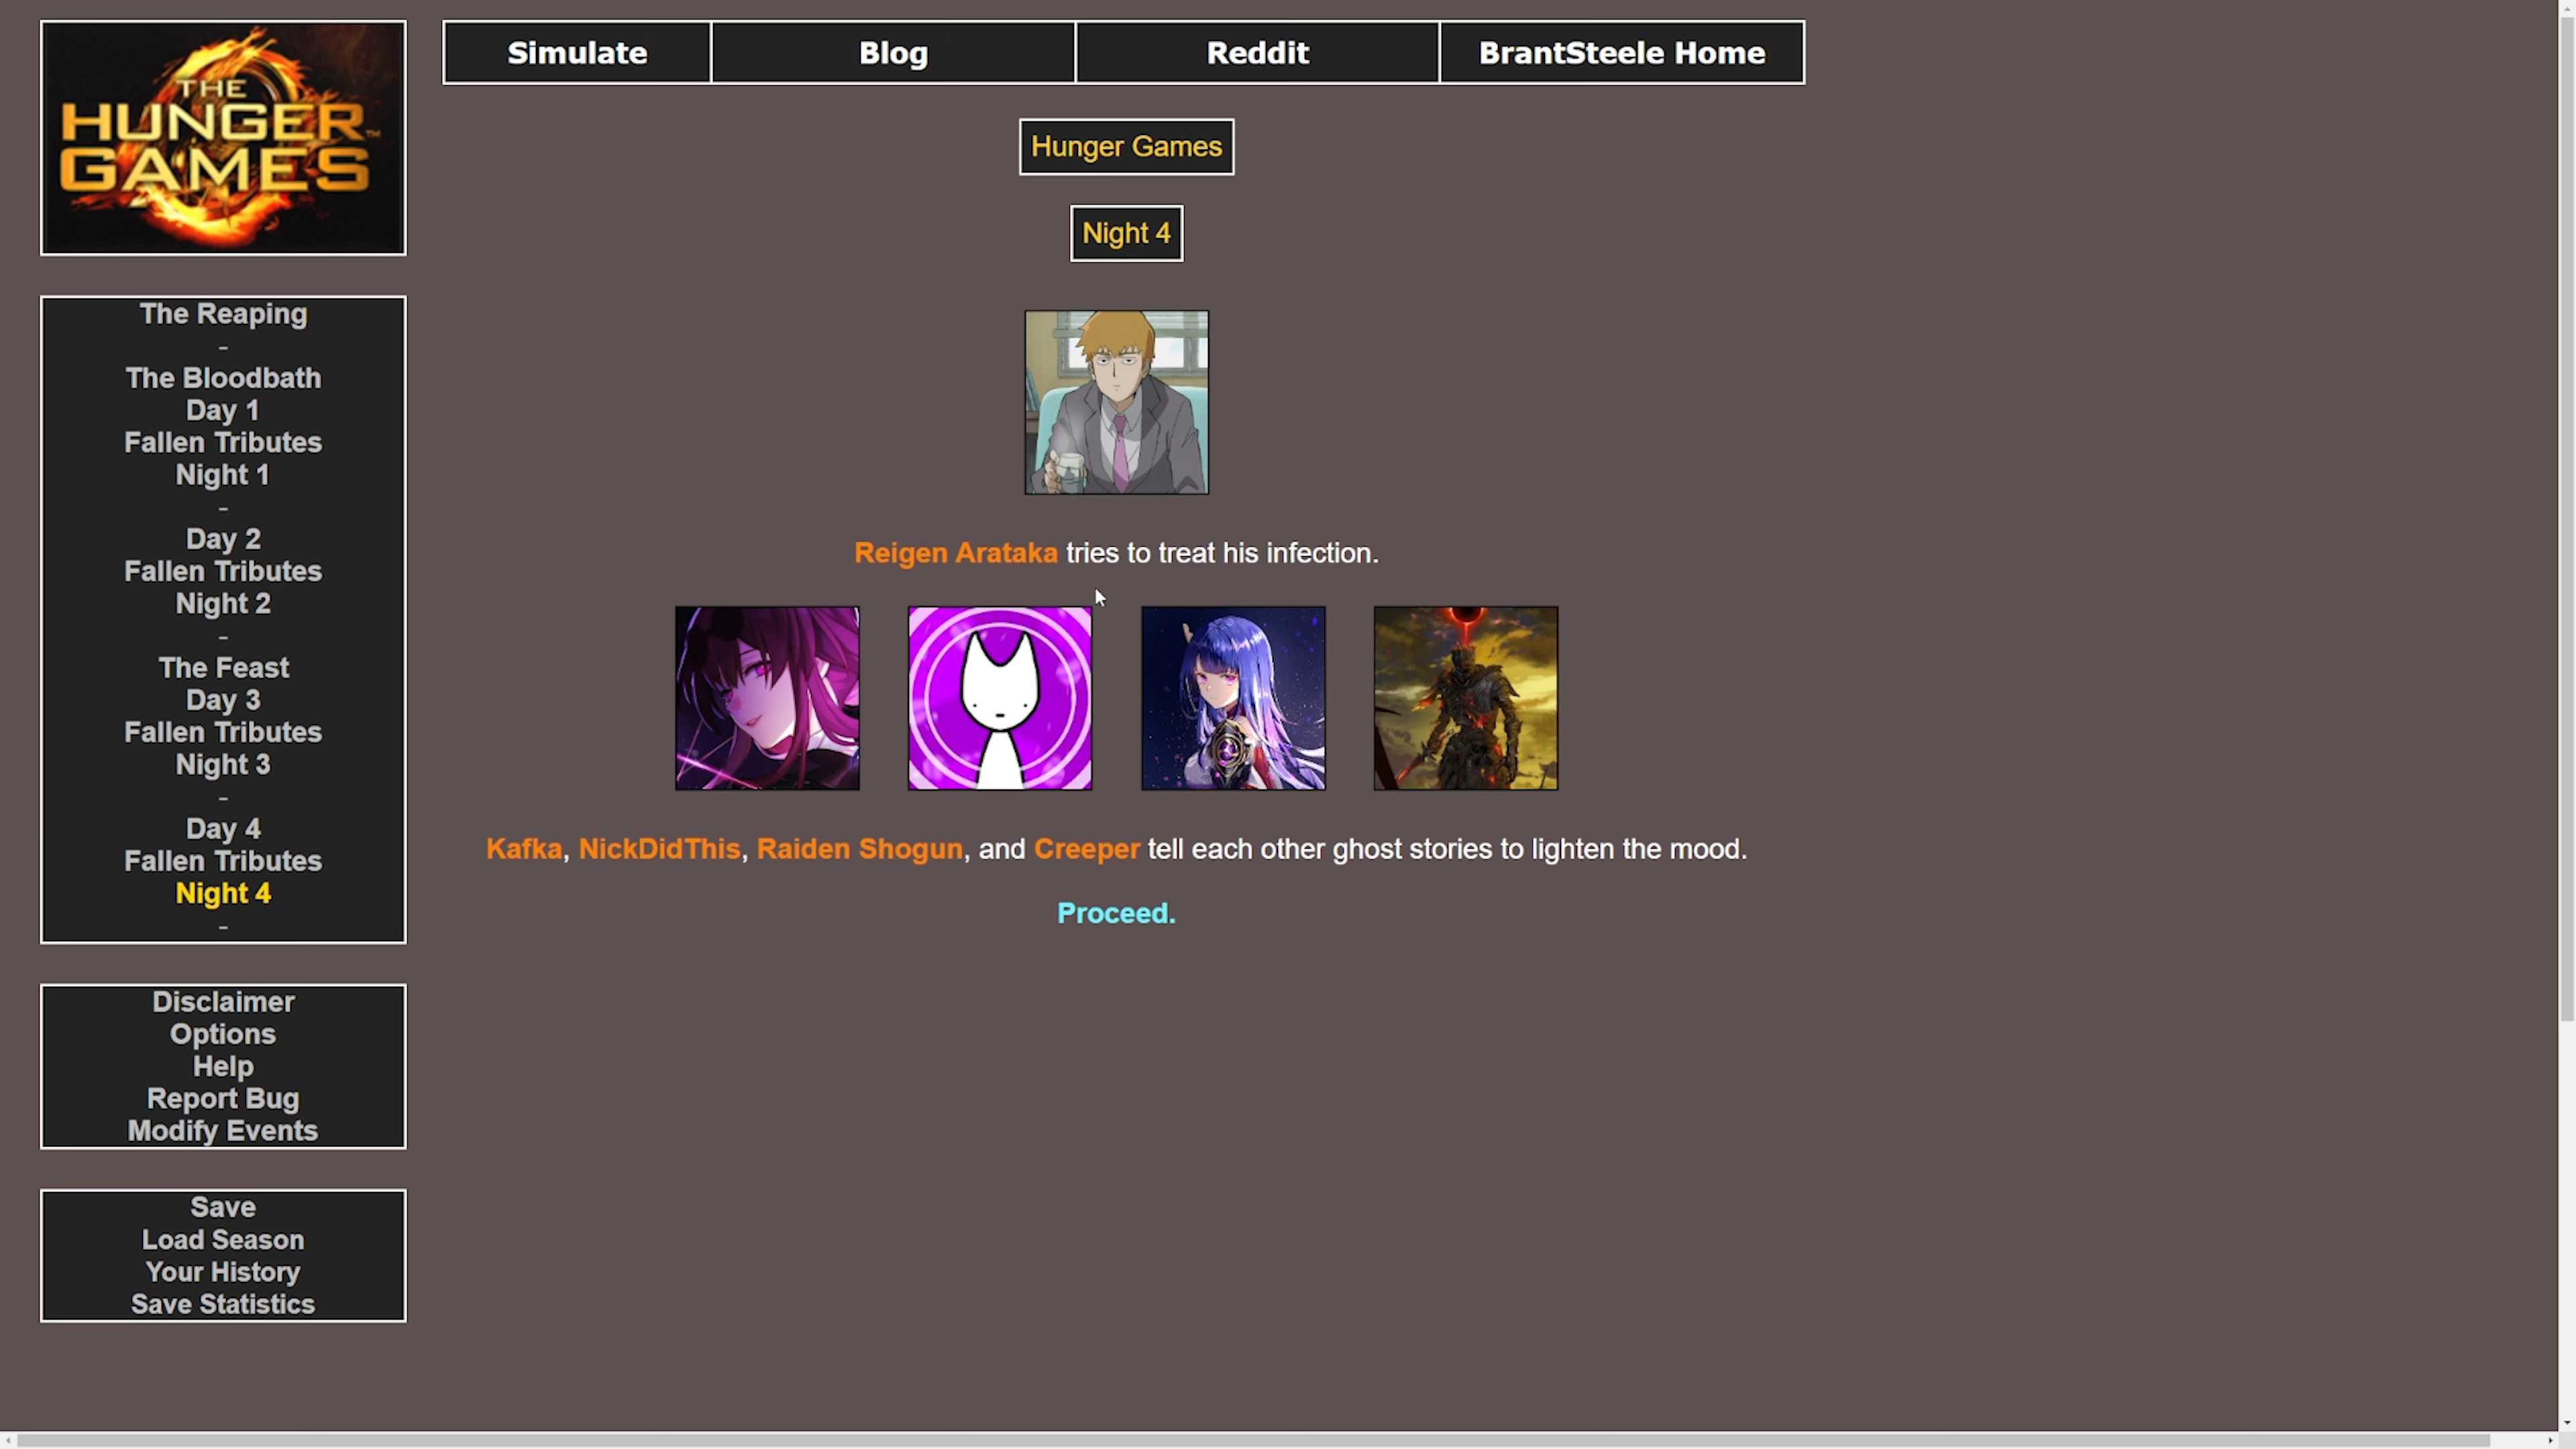 THE
HUNGER
GAMES™
Simulate
Blog
Reddit
BrantSteele Home
Hunger Games
Night 4
The Reaping
-
The Bloodbath
Day 1
Fallen Tributes
Night 1
-
Day 2
Fallen Tributes
Night 2
-
The Feast
Day 3
Fallen Tributes
Night 3
-
Day 4
Fallen Tributes
Night 4
-
Disclaimer
Options
Help
Report Bug
Modify Events
Save
Load Season
Your History
Save Statistics
Reigen Arataka tries to treat his infection.
Kafka, NickDidThis, Raiden Shogun, and Creeper tell each other ghost stories to lighten the mood.
Proceed.